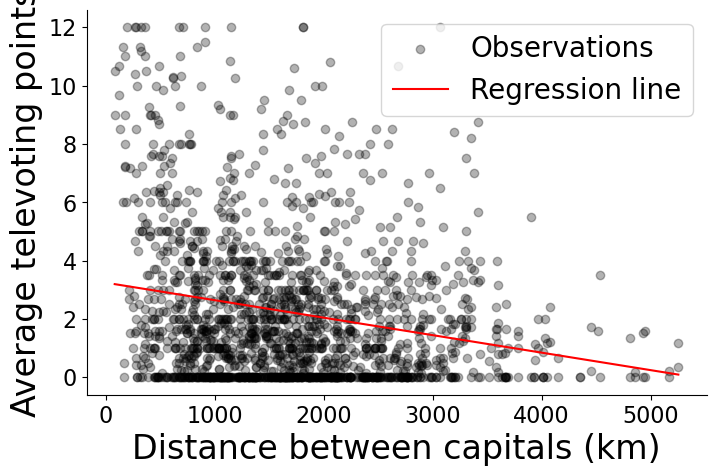 Average televoting points
12
10
8
6
4
2
0
Observations
Regression line
0 1000 2000 3000 4000 5000
Distance between capitals (km)